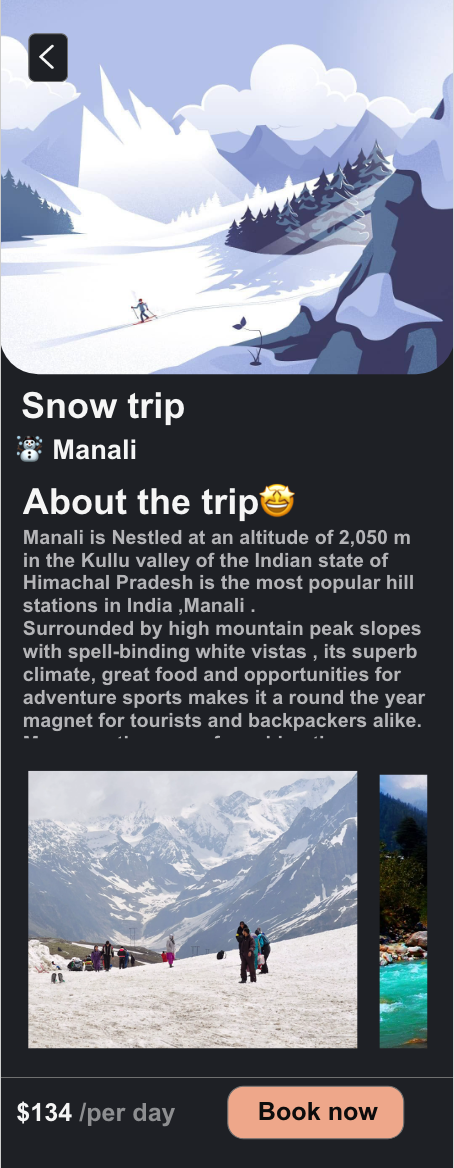 Snow trip
☃️ Manali
About the trip🤩
Manali is Nestled at an altitude of 2,050 m
in the Kullu valley of the Indian state of
Himachal Pradesh is the most popular hill
stations in India ,Manali .
Surrounded by high mountain peak slopes
with spell-binding white vistas , its superb
climate, great food and opportunities for
adventure sports makes it a round the year
magnet for tourists and backpackers alike.
$134 /per day
Book now